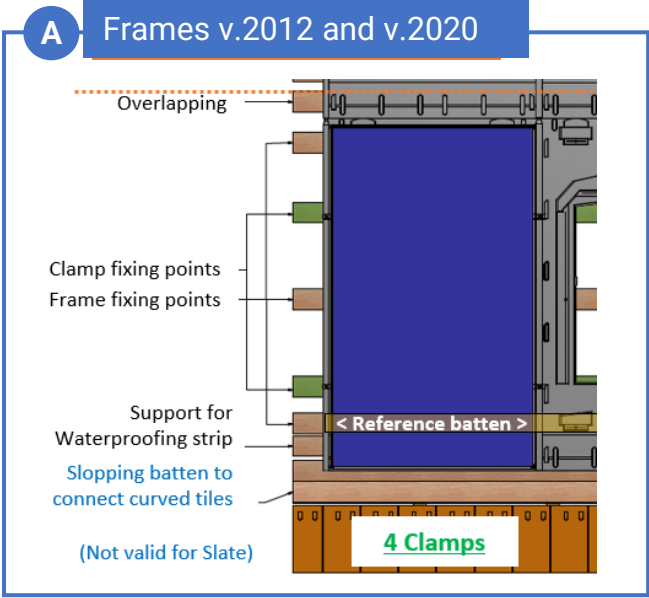 A
Frames v.2012 and v.2020
Overlapping
Clamp fixing points
Frame fixing points
Support for
Waterproofing strip
< Reference batten >
Slopping batten to
connect curved tiles
(Not valid for Slate)
4 Clamps